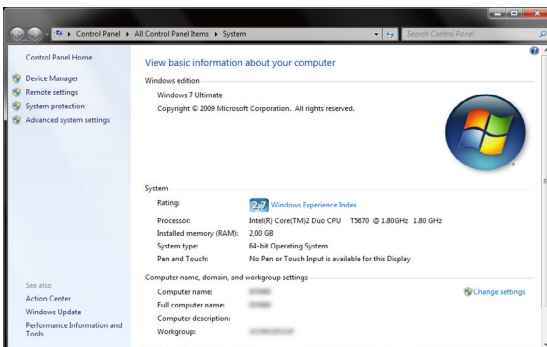 Control Panel ▸ All Control Panel Items ▸ System
Search Control Panel
Control Panel Home
Device Manager
Remote settings
System protection
Advanced system settings
See also
Action Center
Windows Update
Performance Information and
Tools
View basic information about your computer
Windows edition
Windows 7 Ultimate
Copyright © 2009 Microsoft Corporation. All rights reserved.
System
Rating:
2,7 Windows Experience Index
Processor: Intel(R) Core(TM)2 Duo CPU T5670 @ 1.80GHz 1.80 GHz
Installed memory (RAM): 2,00 GB
System type: 64-bit Operating System
Pen and Touch: No Pen or Touch Input is available for this Display
Computer name, domain, and workgroup settings
Computer name:
Change settings
Full computer name:
Computer description:
Workgroup: